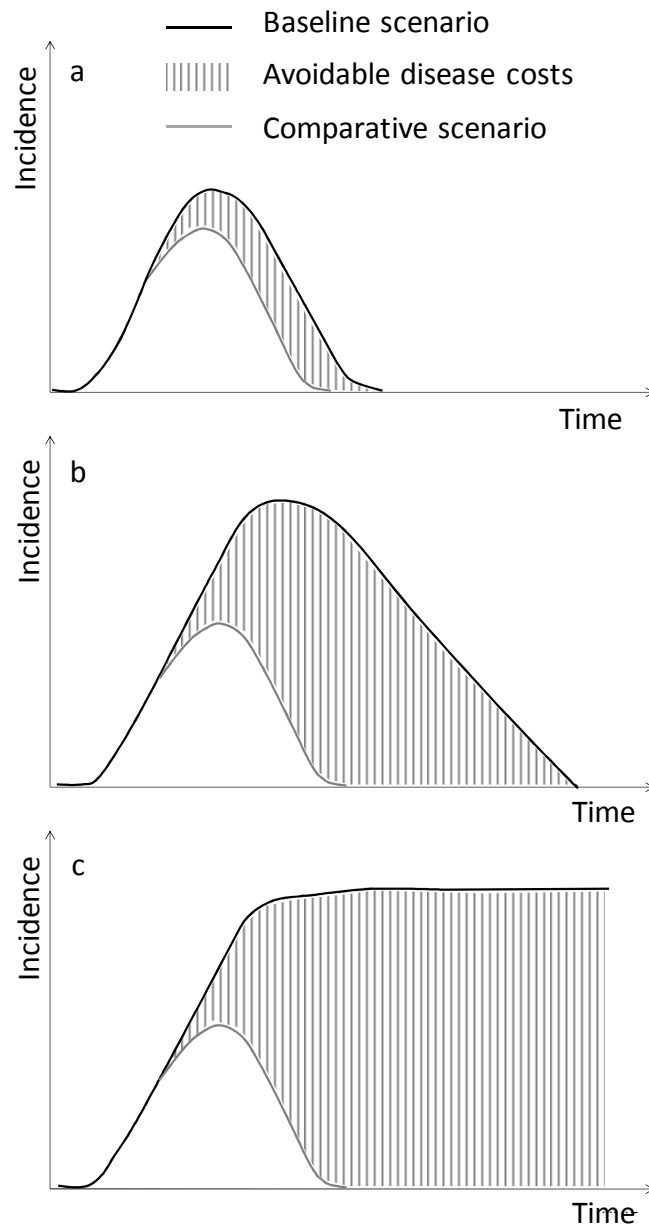 Baseline scenario
a
Avoidable disease costs
Comparative scenario
Incidence
Time
b
Incidence
Time
c
Incidence
Time